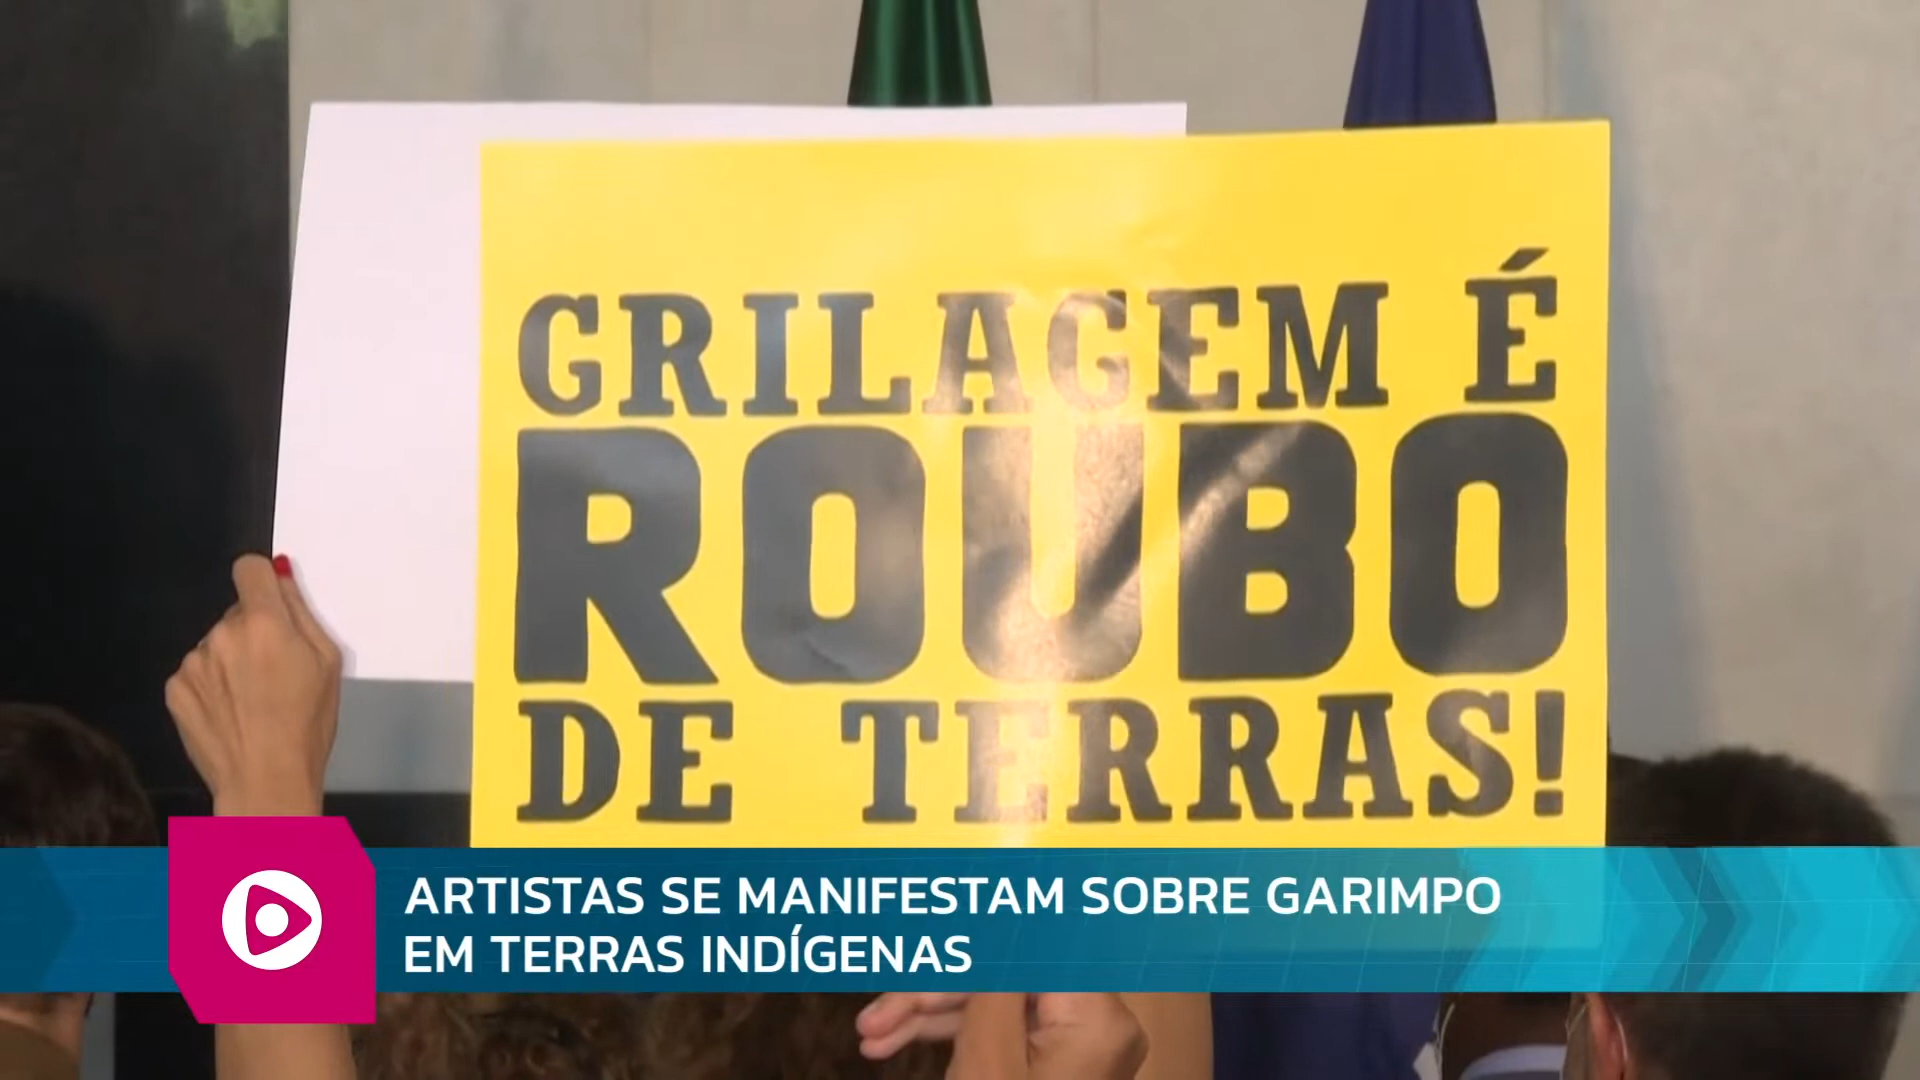 GRILAGEM É
ROUBO
DE TERRAS!
ARTISTAS SE MANIFESTAM SOBRE GARIMPO
EM TERRAS INDÍGENAS